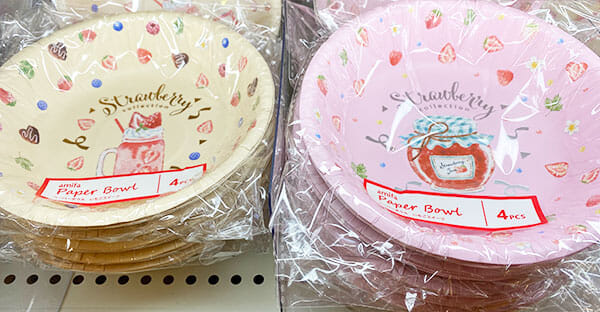 Strawberry
collection
amifa
Paper Bowl
4PCS
Strawberry
collection
Strawberry
amifa
Paper Bowl
4PCS